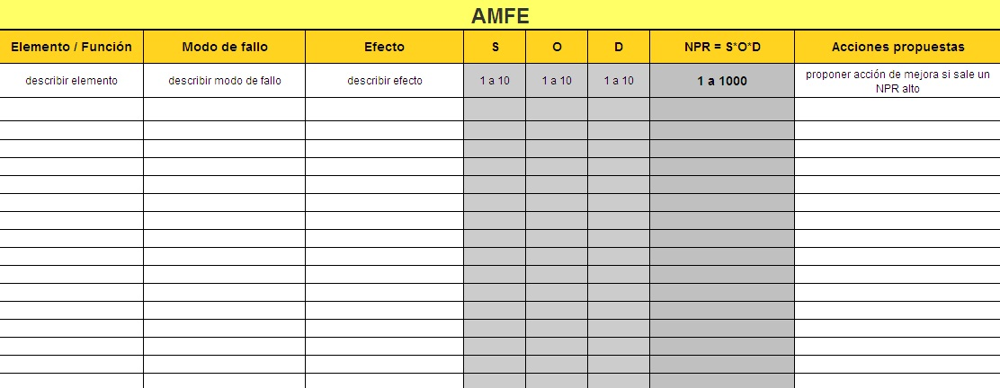 AMFE
Elemento / Función Modo de fallo Efecto S O D NPR = S*O*D Acciones propuestas
describir elemento describir modo de fallo describir efecto 1 a 10 1 a 10 1 a 10 1 a 1000 proponer acción de mejora si sale un
NPR alto